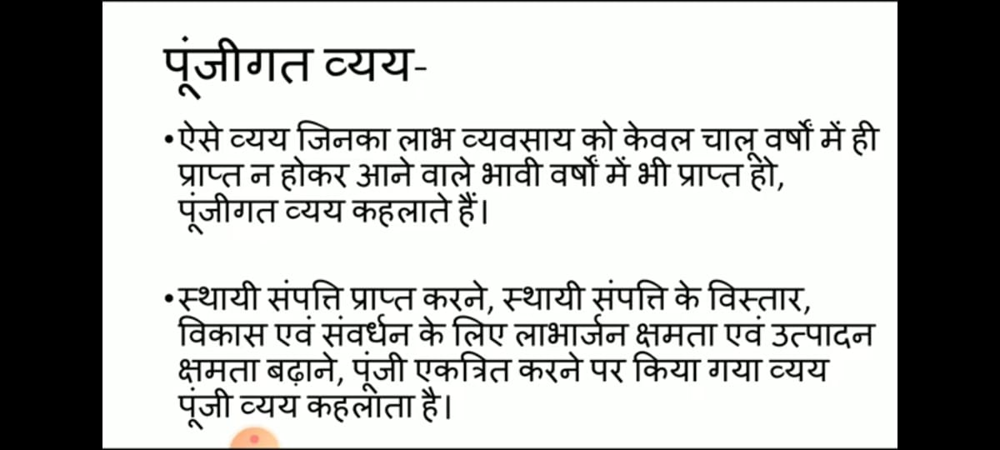 पूंजीगत व्यय-
•ऐसे व्यय जिनका लाभ व्यवसाय को केवल चालू वर्षों में ही
प्राप्त न होकर आने वाले भावी वर्षों में भी प्राप्त हो,
पूंजीगत व्यय कहलाते हैं।
•स्थायी संपत्ति प्राप्त करने, स्थायी संपत्ति के विस्तार,
विकास एवं संवर्धन के लिए लाभार्जन क्षमता एवं उत्पादन
क्षमता बढ़ाने, पूंजी एकत्रित करने पर किया गया व्यय
पूंजी व्यय कहलाता है।